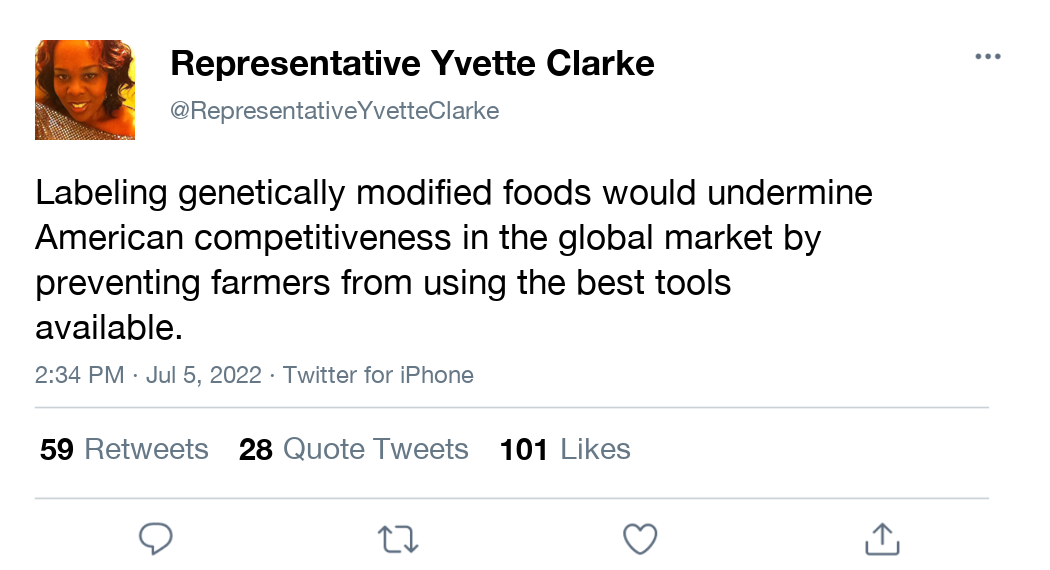 Representative Yvette Clarke
@RepresentativeYvetteClarke
Labeling genetically modified foods would undermine
American competitiveness in the global market by
preventing farmers from using the best tools
available.
2:34 PM · Jul 5, 2022 · Twitter for iPhone
59 Retweets 28 Quote Tweets 101 Likes